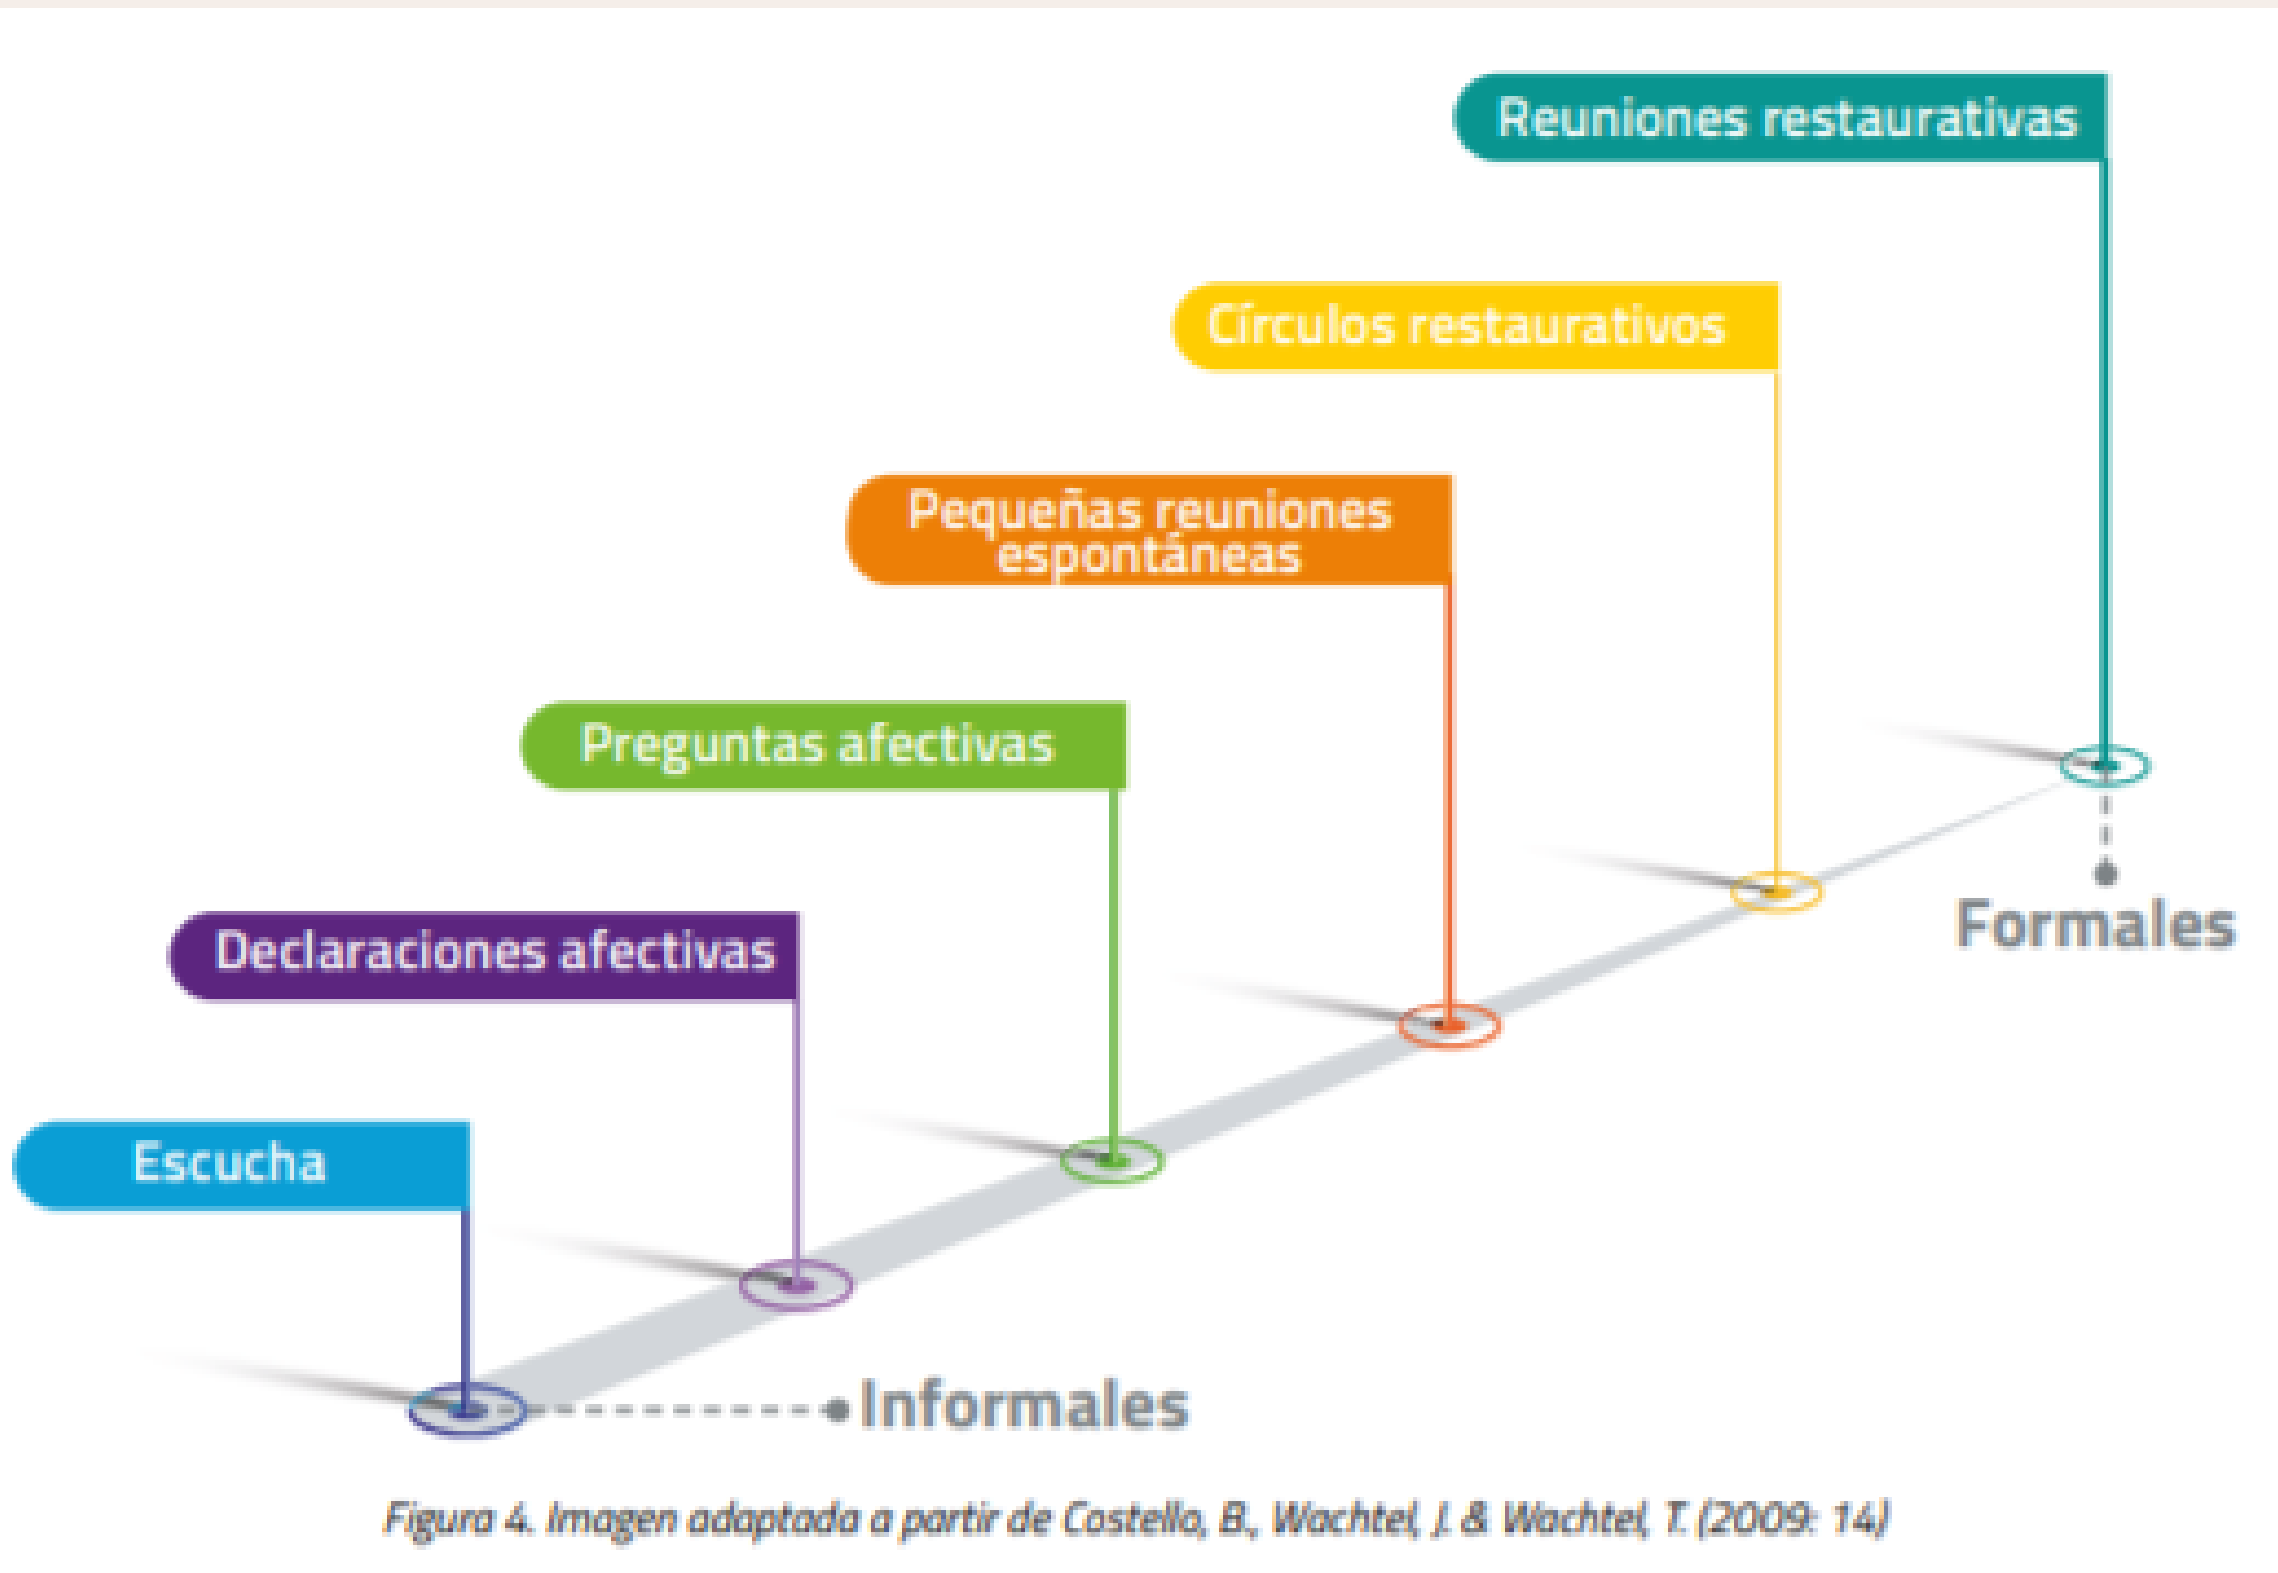 Reuniones restaurativas
Círculos restaurativos
Pequeñas reuniones
espontáneas
Preguntas afectivas
Declaraciones afectivas
Formales
Escucha
Informales
Figura 4. Imagen adaptada a partir de Costello, B., Wachtel, J. & Wachtel, T. (2009: 14)